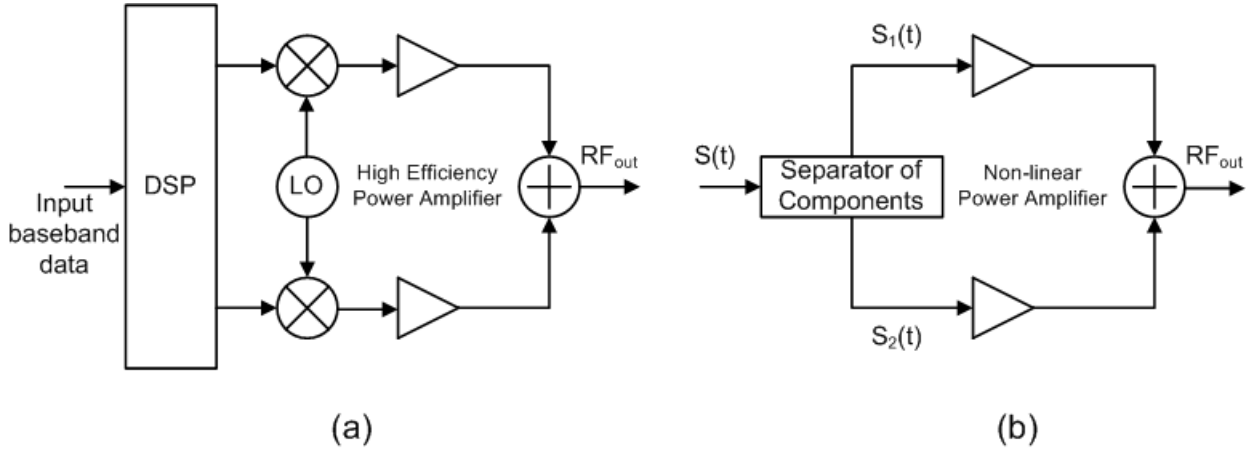 DSP
Input
baseband
data
LO
High Efficiency
Power Amplifier
RFout
(a)
S(t)
Separator of
Components
S1(t)
S2(t)
Non-linear
Power Amplifier
RFout
(b)